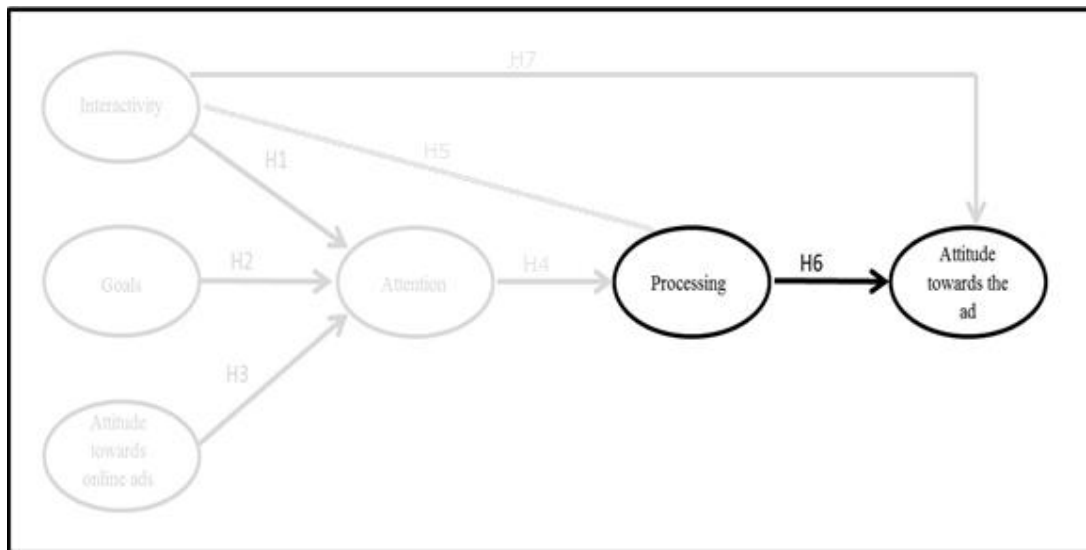 H7
Interactivity
H5
H1
H2
Goals
Attention
H4
Processing
H6
Attitude
towards the
ad
H3
Attitude
towards
online ads